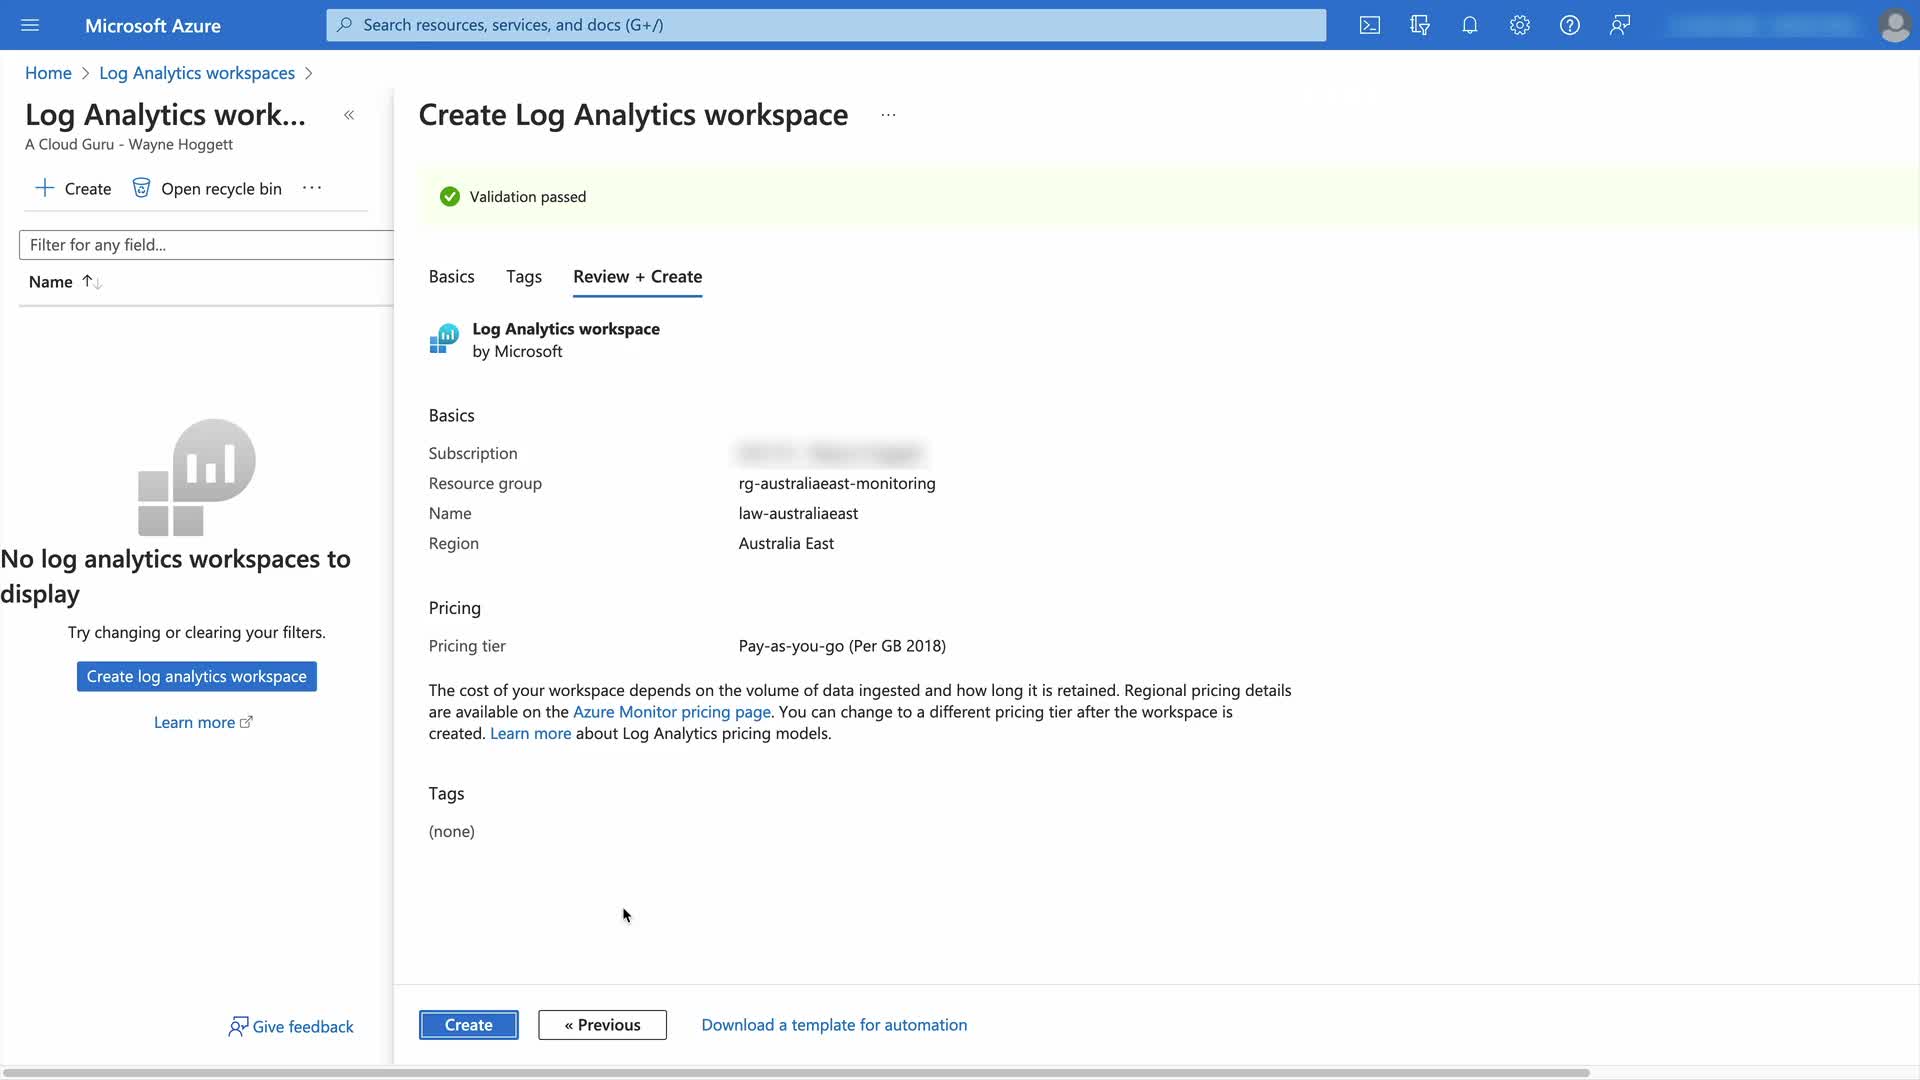 Microsoft Azure
Search resources, services, and docs (G+/)
Home
Log Analytics workspaces
Log Analytics work...
A Cloud Guru - Wayne Hoggett
Create
Open recycle bin
Filter for any field...
Name
No log analytics workspaces to
display
Try changing or clearing your filters.
Create log analytics workspace
Learn more
Give feedback
Create Log Analytics workspace
Validation passed
Basics
Tags
Review + Create
Log Analytics workspace
by Microsoft
Basics
Subscription
Resource group rg-australiaeast-monitoring
Name law-australiaeast
Region Australia East
Pricing
Pricing tier Pay-as-you-go (Per GB 2018)
The cost of your workspace depends on the volume of data ingested and how long it is retained. Regional pricing details
are available on the Azure Monitor pricing page. You can change to a different pricing tier after the workspace is
created. Learn more about Log Analytics pricing models.
Tags
(none)
Create
« Previous
Download a template for automation